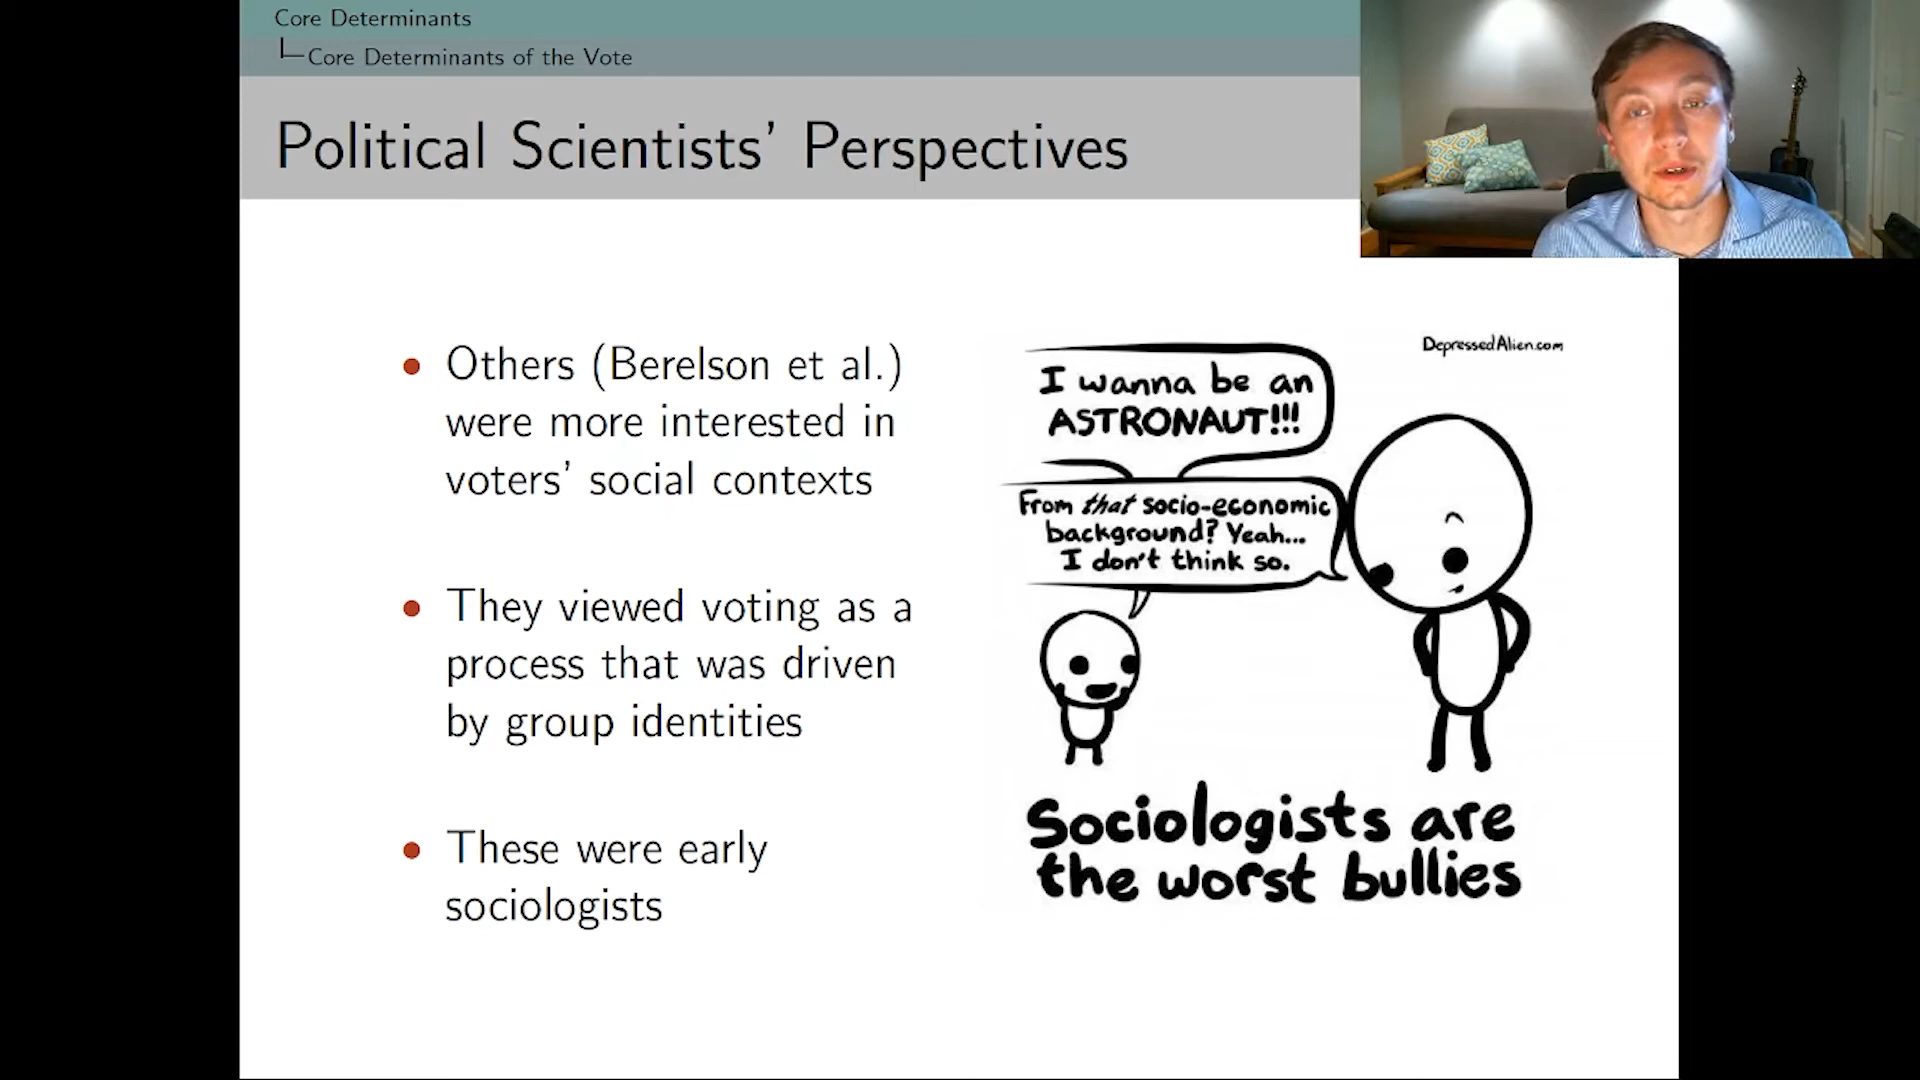 Core Determinants
Core Determinants of the Vote
Political Scientists’ Perspectives
• Others (Berelson et al.)
were more interested in
voters’ social contexts
• They viewed voting as a
process that was driven
by group identities
• These were early
sociologists
DepressedAlien.com
I wanna be an
ASTRONAUT!!!
From that socio-economic
background? Yeah...
I don't think so.
Sociologists are
the worst bullies